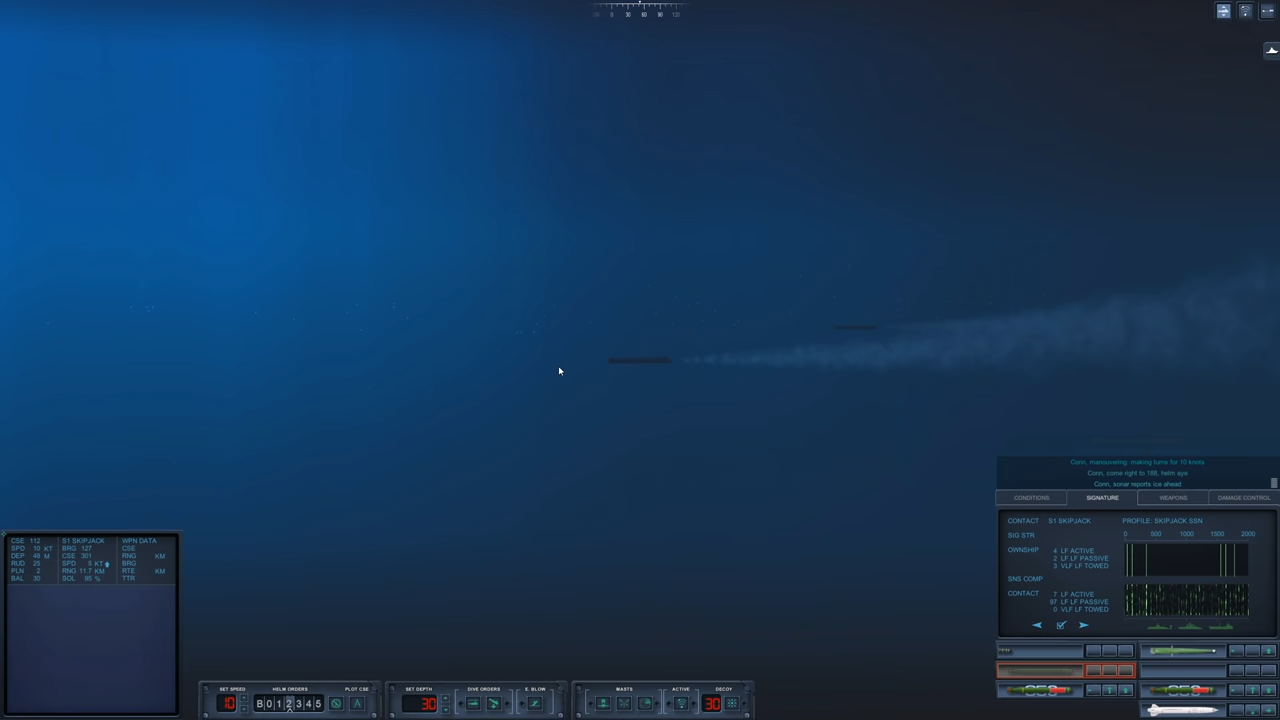 0 30 60 90 120
Conn, manouvering: making turns for 10 knots
Conn, come right to 188, helm aye
Conn, sonar reports ice ahead
CONDITIONS SIGNATURE WEAPONS DAMAGE CONTROL
CONTACT S1 SKIPJACK PROFILE: SKIPJACK SSN
SIG STR 0 500 1000 1500 2000
OWNSHIP 4 LF ACTIVE
2 LF PASSIVE
3 VLF LF TOWED
SNS COMP
CONTACT 7 LF ACTIVE
97 LF LF PASSIVE
0 VLF LF TOWED
CSE 112 S1 SKIPJACK WPN DATA
SPD 10 KT BRG 127 CSE
DEP 48 M CSE 301 RNG KM
RUD 25 SPD 5 KT BRG
PLN 2 RNG 11.7 KM RTE KM
BAL 30 SOL 95 % TTR
SET SPEED HELM ORDERS PLOT CSE
10 B 0 1 2 3 4 5
SET DEPTH DIVE ORDERS E. BLOW
30
MASTS ACTIVE DECOY
30